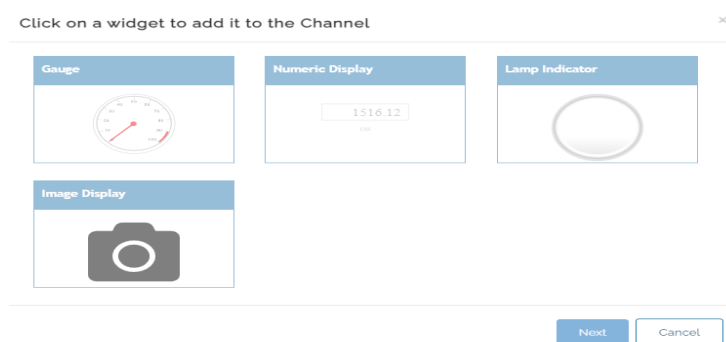 Click on a widget to add it to the Channel
×
Gauge
Numeric Display
Lamp Indicator
1516.12
Image Display
Next
Cancel